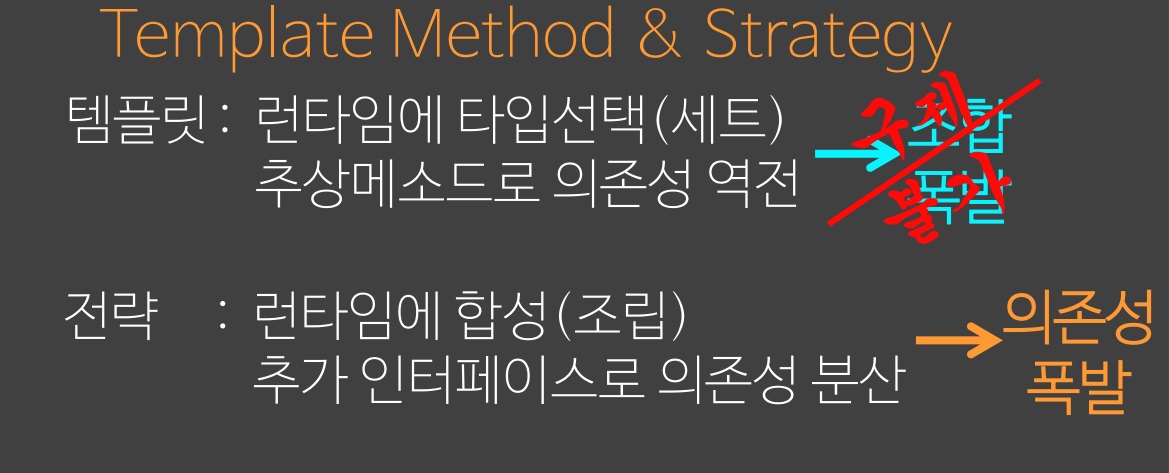 Template Method & Strategy
템플릿 : 런타임에 타입선택(세트)
추상메소드로 의존성 역전
조합
폭발
구제
불가
전략 : 런타임에 합성(조립)
추가 인터페이스로 의존성 분산
의존성
폭발